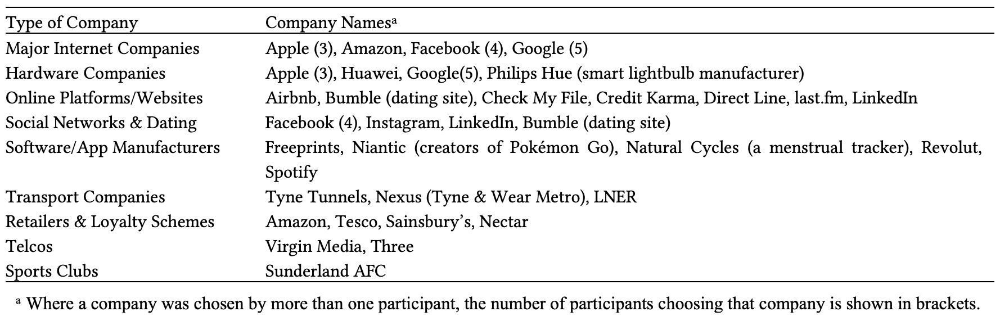 Type of Company Company Namesᵃ
Major Internet Companies Apple (3), Amazon, Facebook (4), Google (5)
Hardware Companies Apple (3), Huawei, Google(5), Philips Hue (smart lightbulb manufacturer)
Online Platforms/Websites Airbnb, Bumble (dating site), Check My File, Credit Karma, Direct Line, last.fm, LinkedIn
Social Networks & Dating Facebook (4), Instagram, LinkedIn, Bumble (dating site)
Software/App Manufacturers Freeprints, Niantic (creators of Pokémon Go), Natural Cycles (a menstrual tracker), Revolut,
Spotify
Transport Companies Tyne Tunnels, Nexus (Tyne & Wear Metro), LNER
Retailers & Loyalty Schemes Amazon, Tesco, Sainsbury’s, Nectar
Telcos Virgin Media, Three
Sports Clubs Sunderland AFC
ᵃ Where a company was chosen by more than one participant, the number of participants choosing that company is shown in brackets.